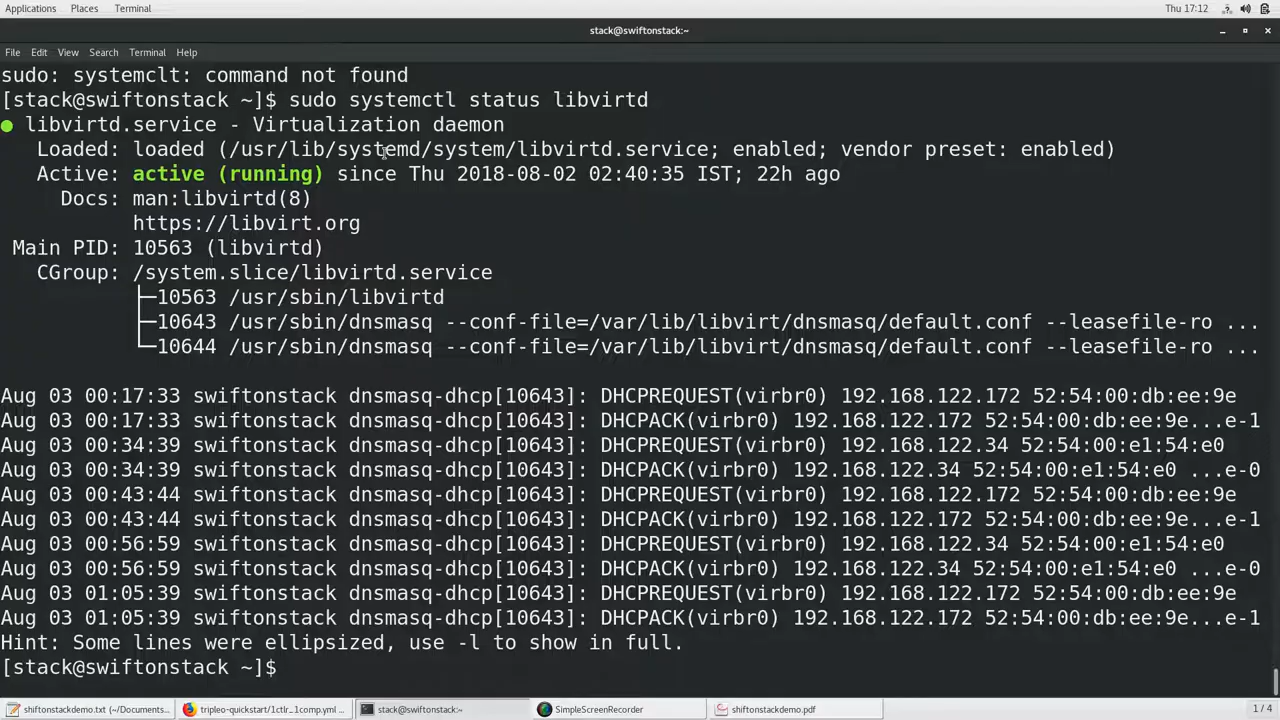 Applications Places Terminal Thu 17:12
stack@swiftonstack:~
File Edit View Search Terminal Help
sudo: systemclt: command not found
[stack@swiftonstack ~]$ sudo systemctl status libvirtd
● libvirtd.service - Virtualization daemon
Loaded: loaded (/usr/lib/systemd/system/libvirtd.service; enabled; vendor preset: enabled)
Active: active (running) since Thu 2018-08-02 02:40:35 IST; 22h ago
Docs: man:libvirtd(8)
https://libvirt.org
Main PID: 10563 (libvirtd)
CGroup: /system.slice/libvirtd.service
├─10563 /usr/sbin/libvirtd
├─10643 /usr/sbin/dnsmasq --conf-file=/var/lib/libvirt/dnsmasq/default.conf --leasefile-ro ...
└─10644 /usr/sbin/dnsmasq --conf-file=/var/lib/libvirt/dnsmasq/default.conf --leasefile-ro ...
Aug 03 00:17:33 swiftonstack dnsmasq-dhcp[10643]: DHCPREQUEST(virbr0) 192.168.122.172 52:54:00:db:ee:9e
Aug 03 00:17:33 swiftonstack dnsmasq-dhcp[10643]: DHCPACK(virbr0) 192.168.122.172 52:54:00:db:ee:9e...e-1
Aug 03 00:34:39 swiftonstack dnsmasq-dhcp[10643]: DHCPREQUEST(virbr0) 192.168.122.34 52:54:00:e1:54:e0
Aug 03 00:34:39 swiftonstack dnsmasq-dhcp[10643]: DHCPACK(virbr0) 192.168.122.34 52:54:00:e1:54:e0 ...e-0
Aug 03 00:43:44 swiftonstack dnsmasq-dhcp[10643]: DHCPREQUEST(virbr0) 192.168.122.172 52:54:00:db:ee:9e
Aug 03 00:43:44 swiftonstack dnsmasq-dhcp[10643]: DHCPACK(virbr0) 192.168.122.172 52:54:00:db:ee:9e...e-1
Aug 03 00:56:59 swiftonstack dnsmasq-dhcp[10643]: DHCPREQUEST(virbr0) 192.168.122.34 52:54:00:e1:54:e0
Aug 03 00:56:59 swiftonstack dnsmasq-dhcp[10643]: DHCPACK(virbr0) 192.168.122.34 52:54:00:e1:54:e0 ...e-0
Aug 03 01:05:39 swiftonstack dnsmasq-dhcp[10643]: DHCPREQUEST(virbr0) 192.168.122.172 52:54:00:db:ee:9e
Aug 03 01:05:39 swiftonstack dnsmasq-dhcp[10643]: DHCPACK(virbr0) 192.168.122.172 52:54:00:db:ee:9e...e-1
Hint: Some lines were ellipsized, use -l to show in full.
[stack@swiftonstack ~]$
shiftonstackdemo.txt (~/Documents... tripleo-quickstart/1ctlr_1comp.yml ... stack@swiftonstack:~ SimpleScreenRecorder shiftonstackdemo.pdf 1 / 4